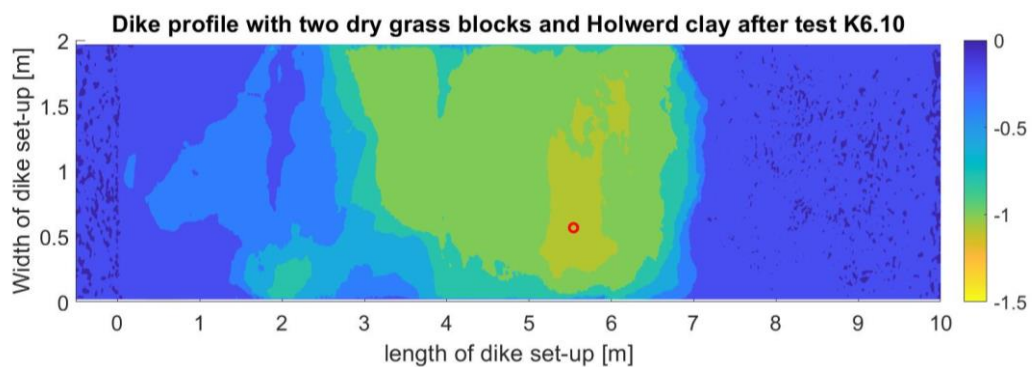 Dike profile with two dry grass blocks and Holwerd clay after test K6.10
2
1.5
1
0.5
0
Width of dike set-up [m]
0 1 2 3 4 5 6 7 8 9 10
length of dike set-up [m]
0
-0.5
-1
-1.5